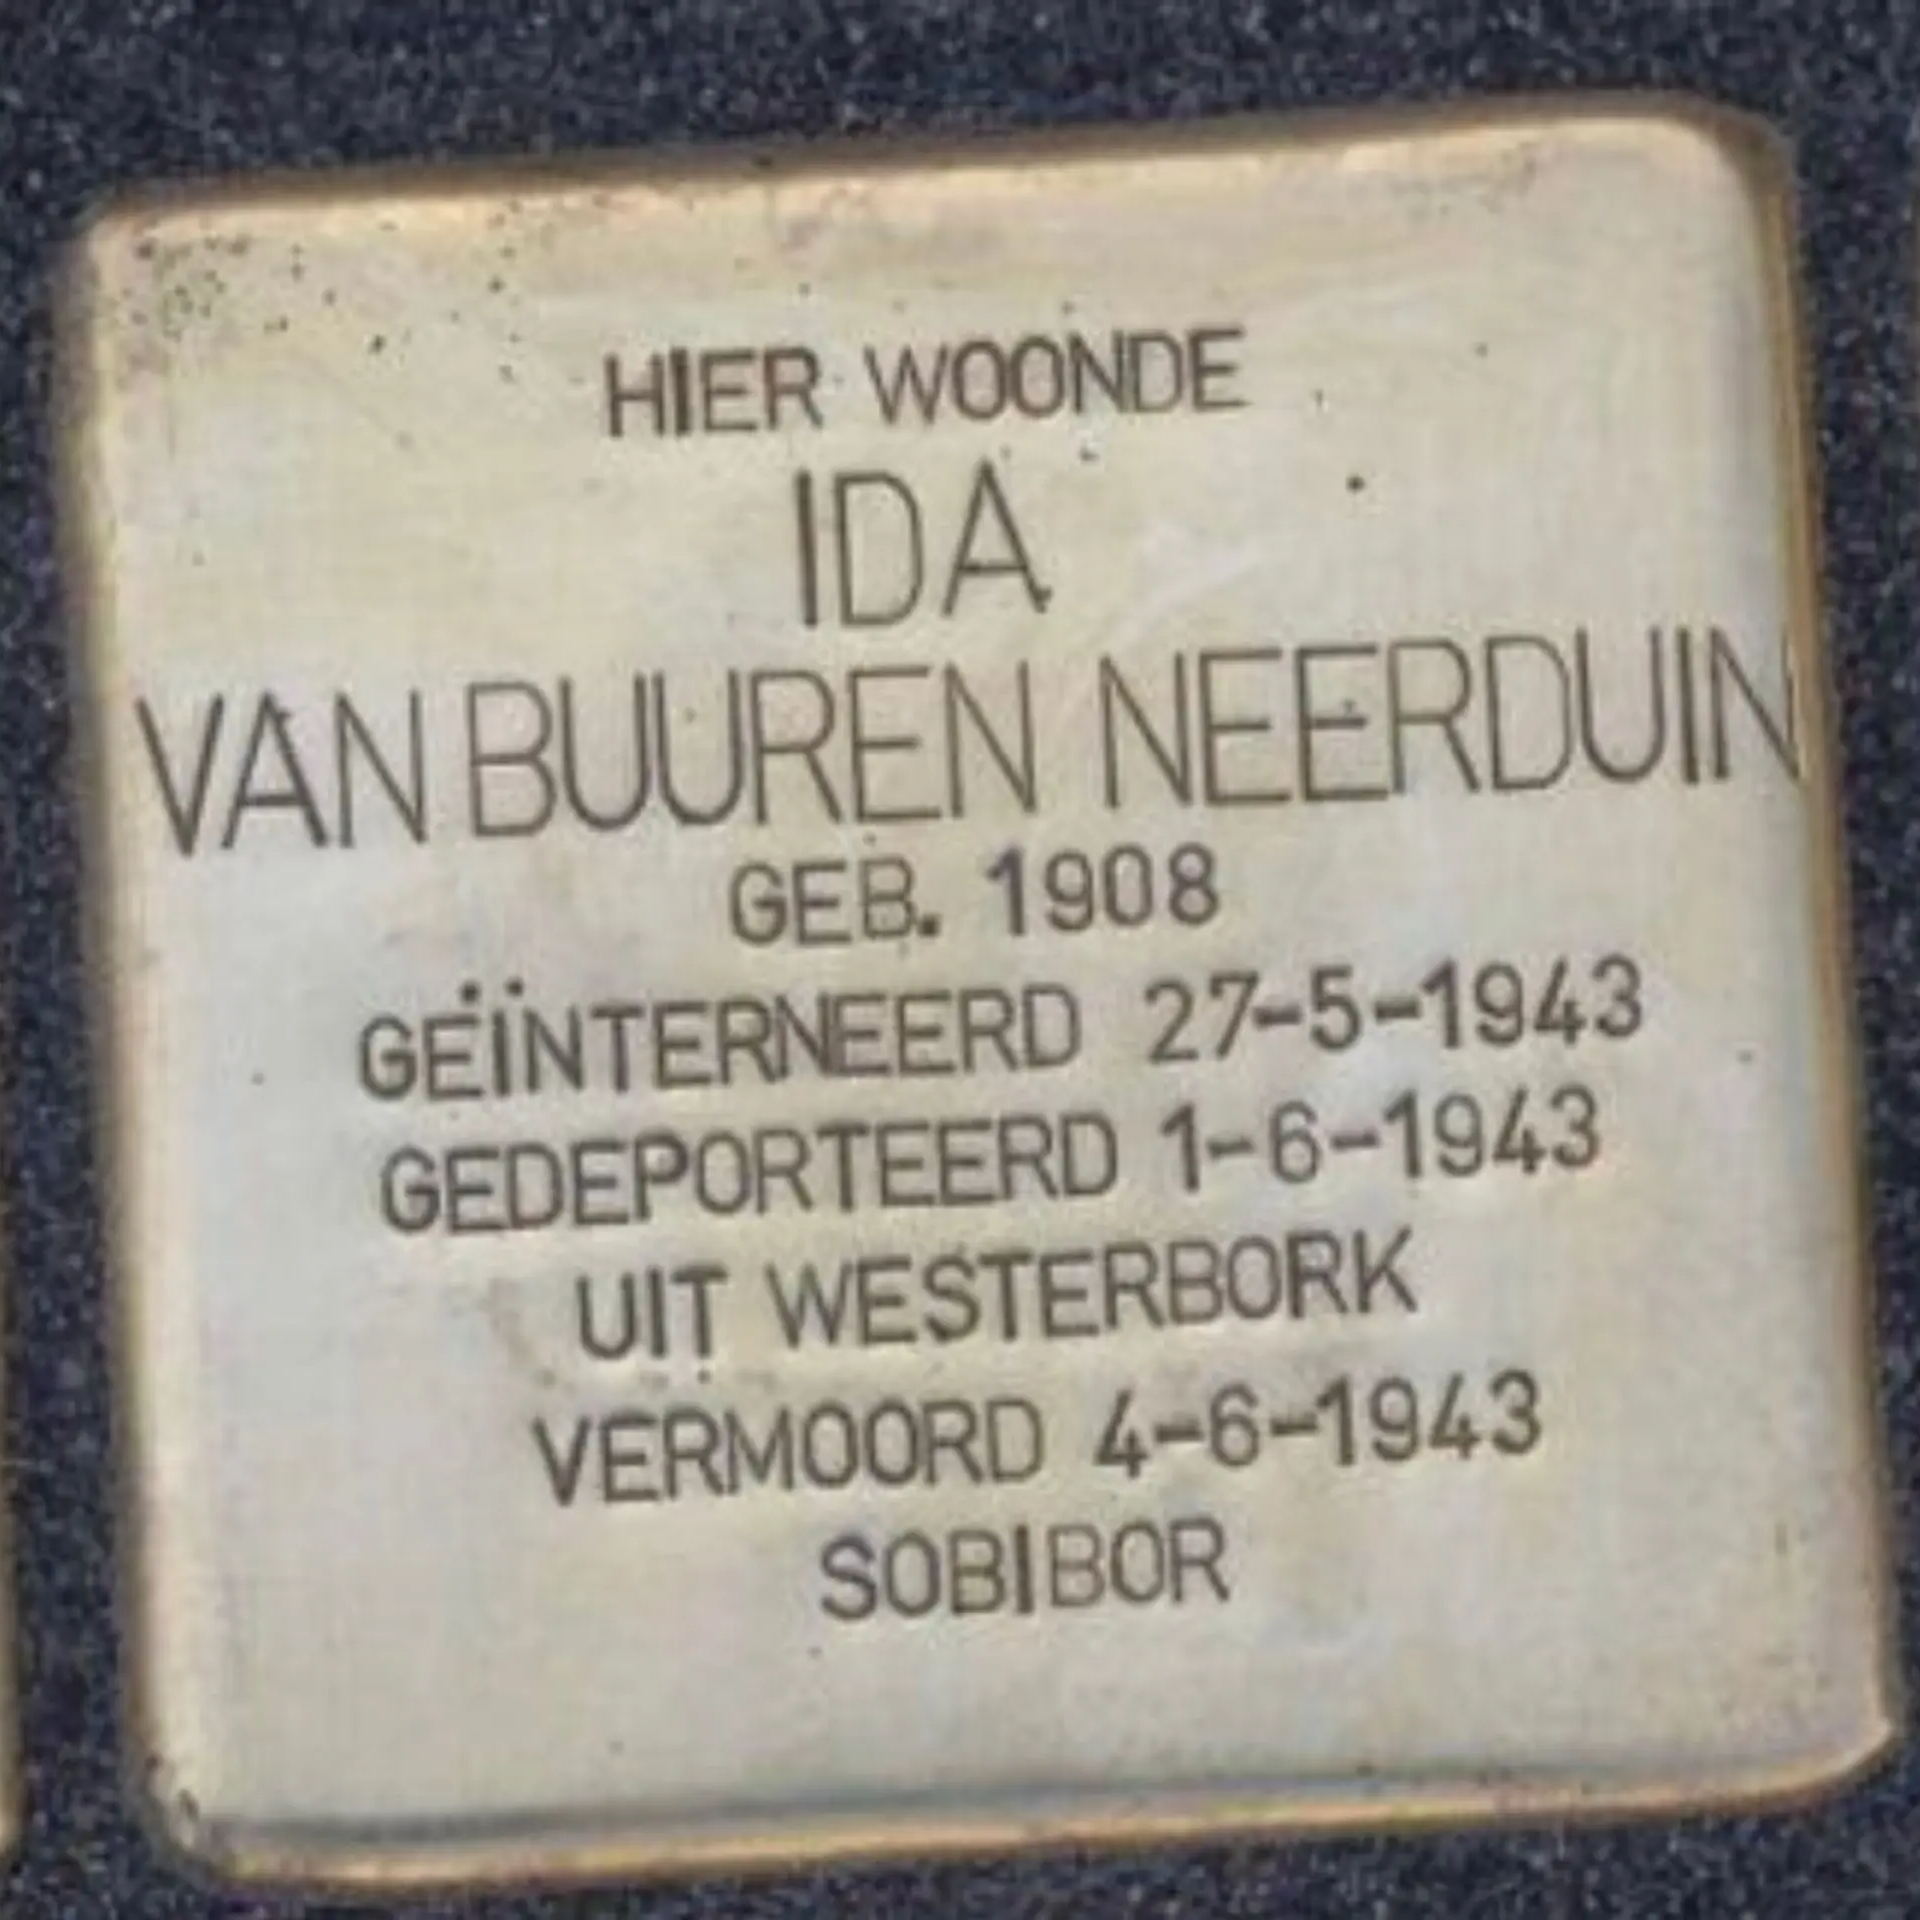 HIER WOONDE
IDA
VAN BUUREN NEERDUIN
GEB. 1908
GEÏNTERNEERD 27-5-1943
GEDEPORTEERD 1-6-1943
UIT WESTERBORK
VERMOORD 4-6-1943
SOBIBOR